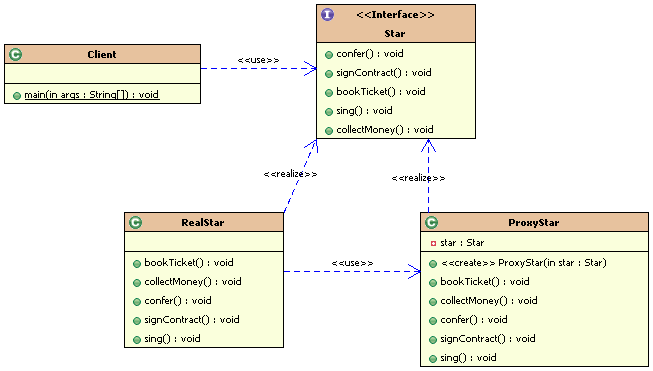 <<Interface>>
Star
confer() : void
signContract() : void
bookTicket() : void
sing() : void
collectMoney() : void
Client
main(in args : String[]) : void
<<use>>
<<realize>>
<<realize>>
RealStar
bookTicket() : void
collectMoney() : void
confer() : void
signContract() : void
sing() : void
<<use>>
ProxyStar
star : Star
<<create>> ProxyStar(in star : Star)
bookTicket() : void
collectMoney() : void
confer() : void
signContract() : void
sing() : void